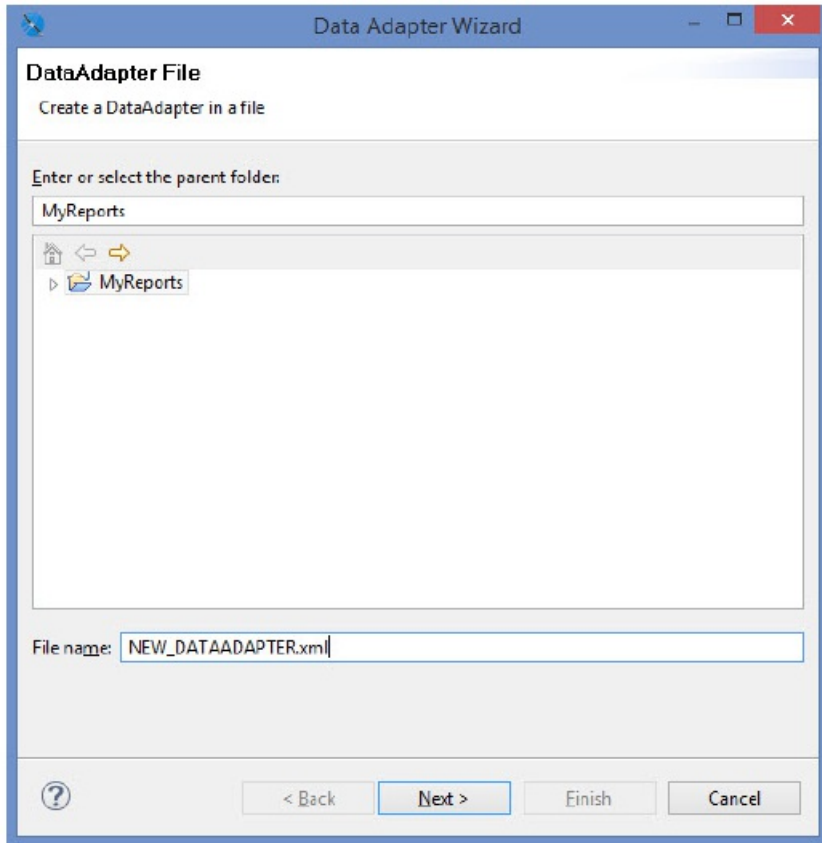 Data Adapter Wizard
DataAdapter File
Create a DataAdapter in a file
Enter or select the parent folder:
MyReports
MyReports
File name: NEW_DATAADAPTER.xml
? < Back Next > Finish Cancel